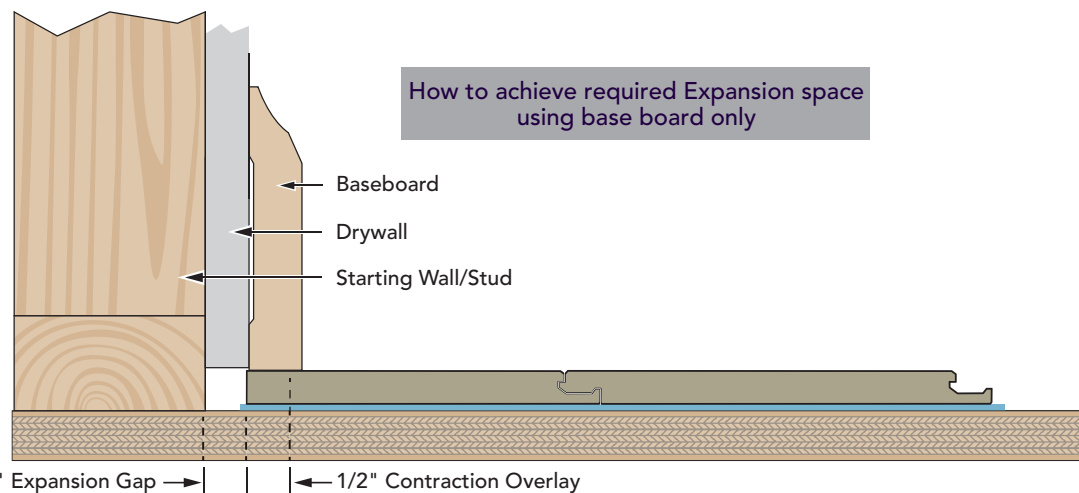 How to achieve required Expansion space
using base board only
Baseboard
Drywall
Starting Wall/Stud
" Expansion Gap
1/2" Contraction Overlay